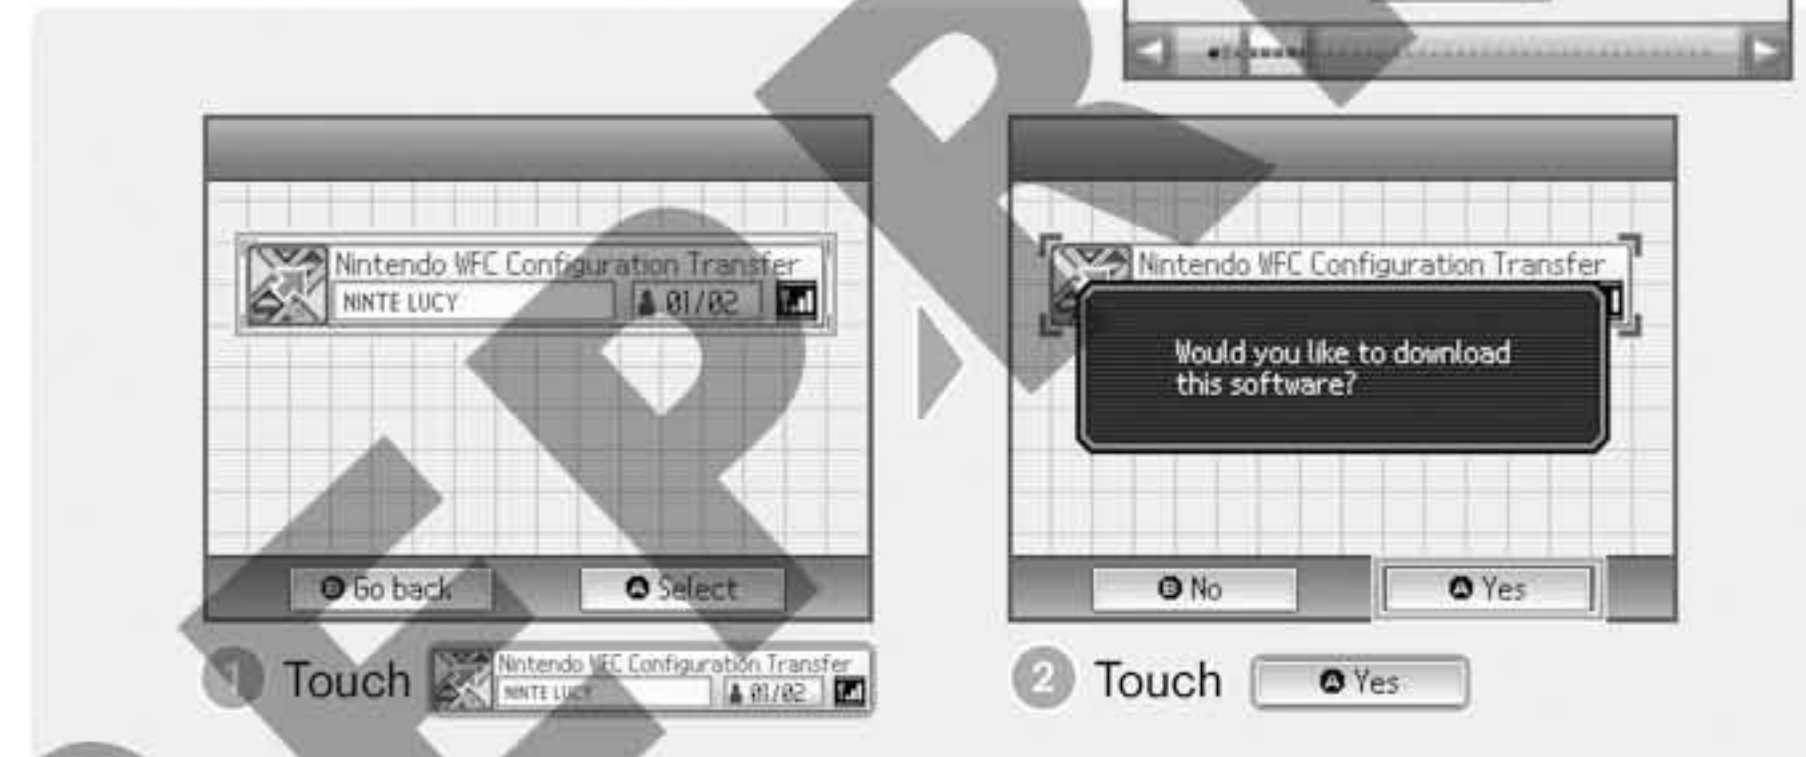 Nintendo WFC Configuration Transfer
NINTE LUCY
01/02
B Go back
A Select
1 Touch
Nintendo WFC Configuration Transfer
NINTE LUCY
01/02
Nintendo WFC Configuration Transfer
Would you like to download
this software?
B No
A Yes
2 Touch
A Yes